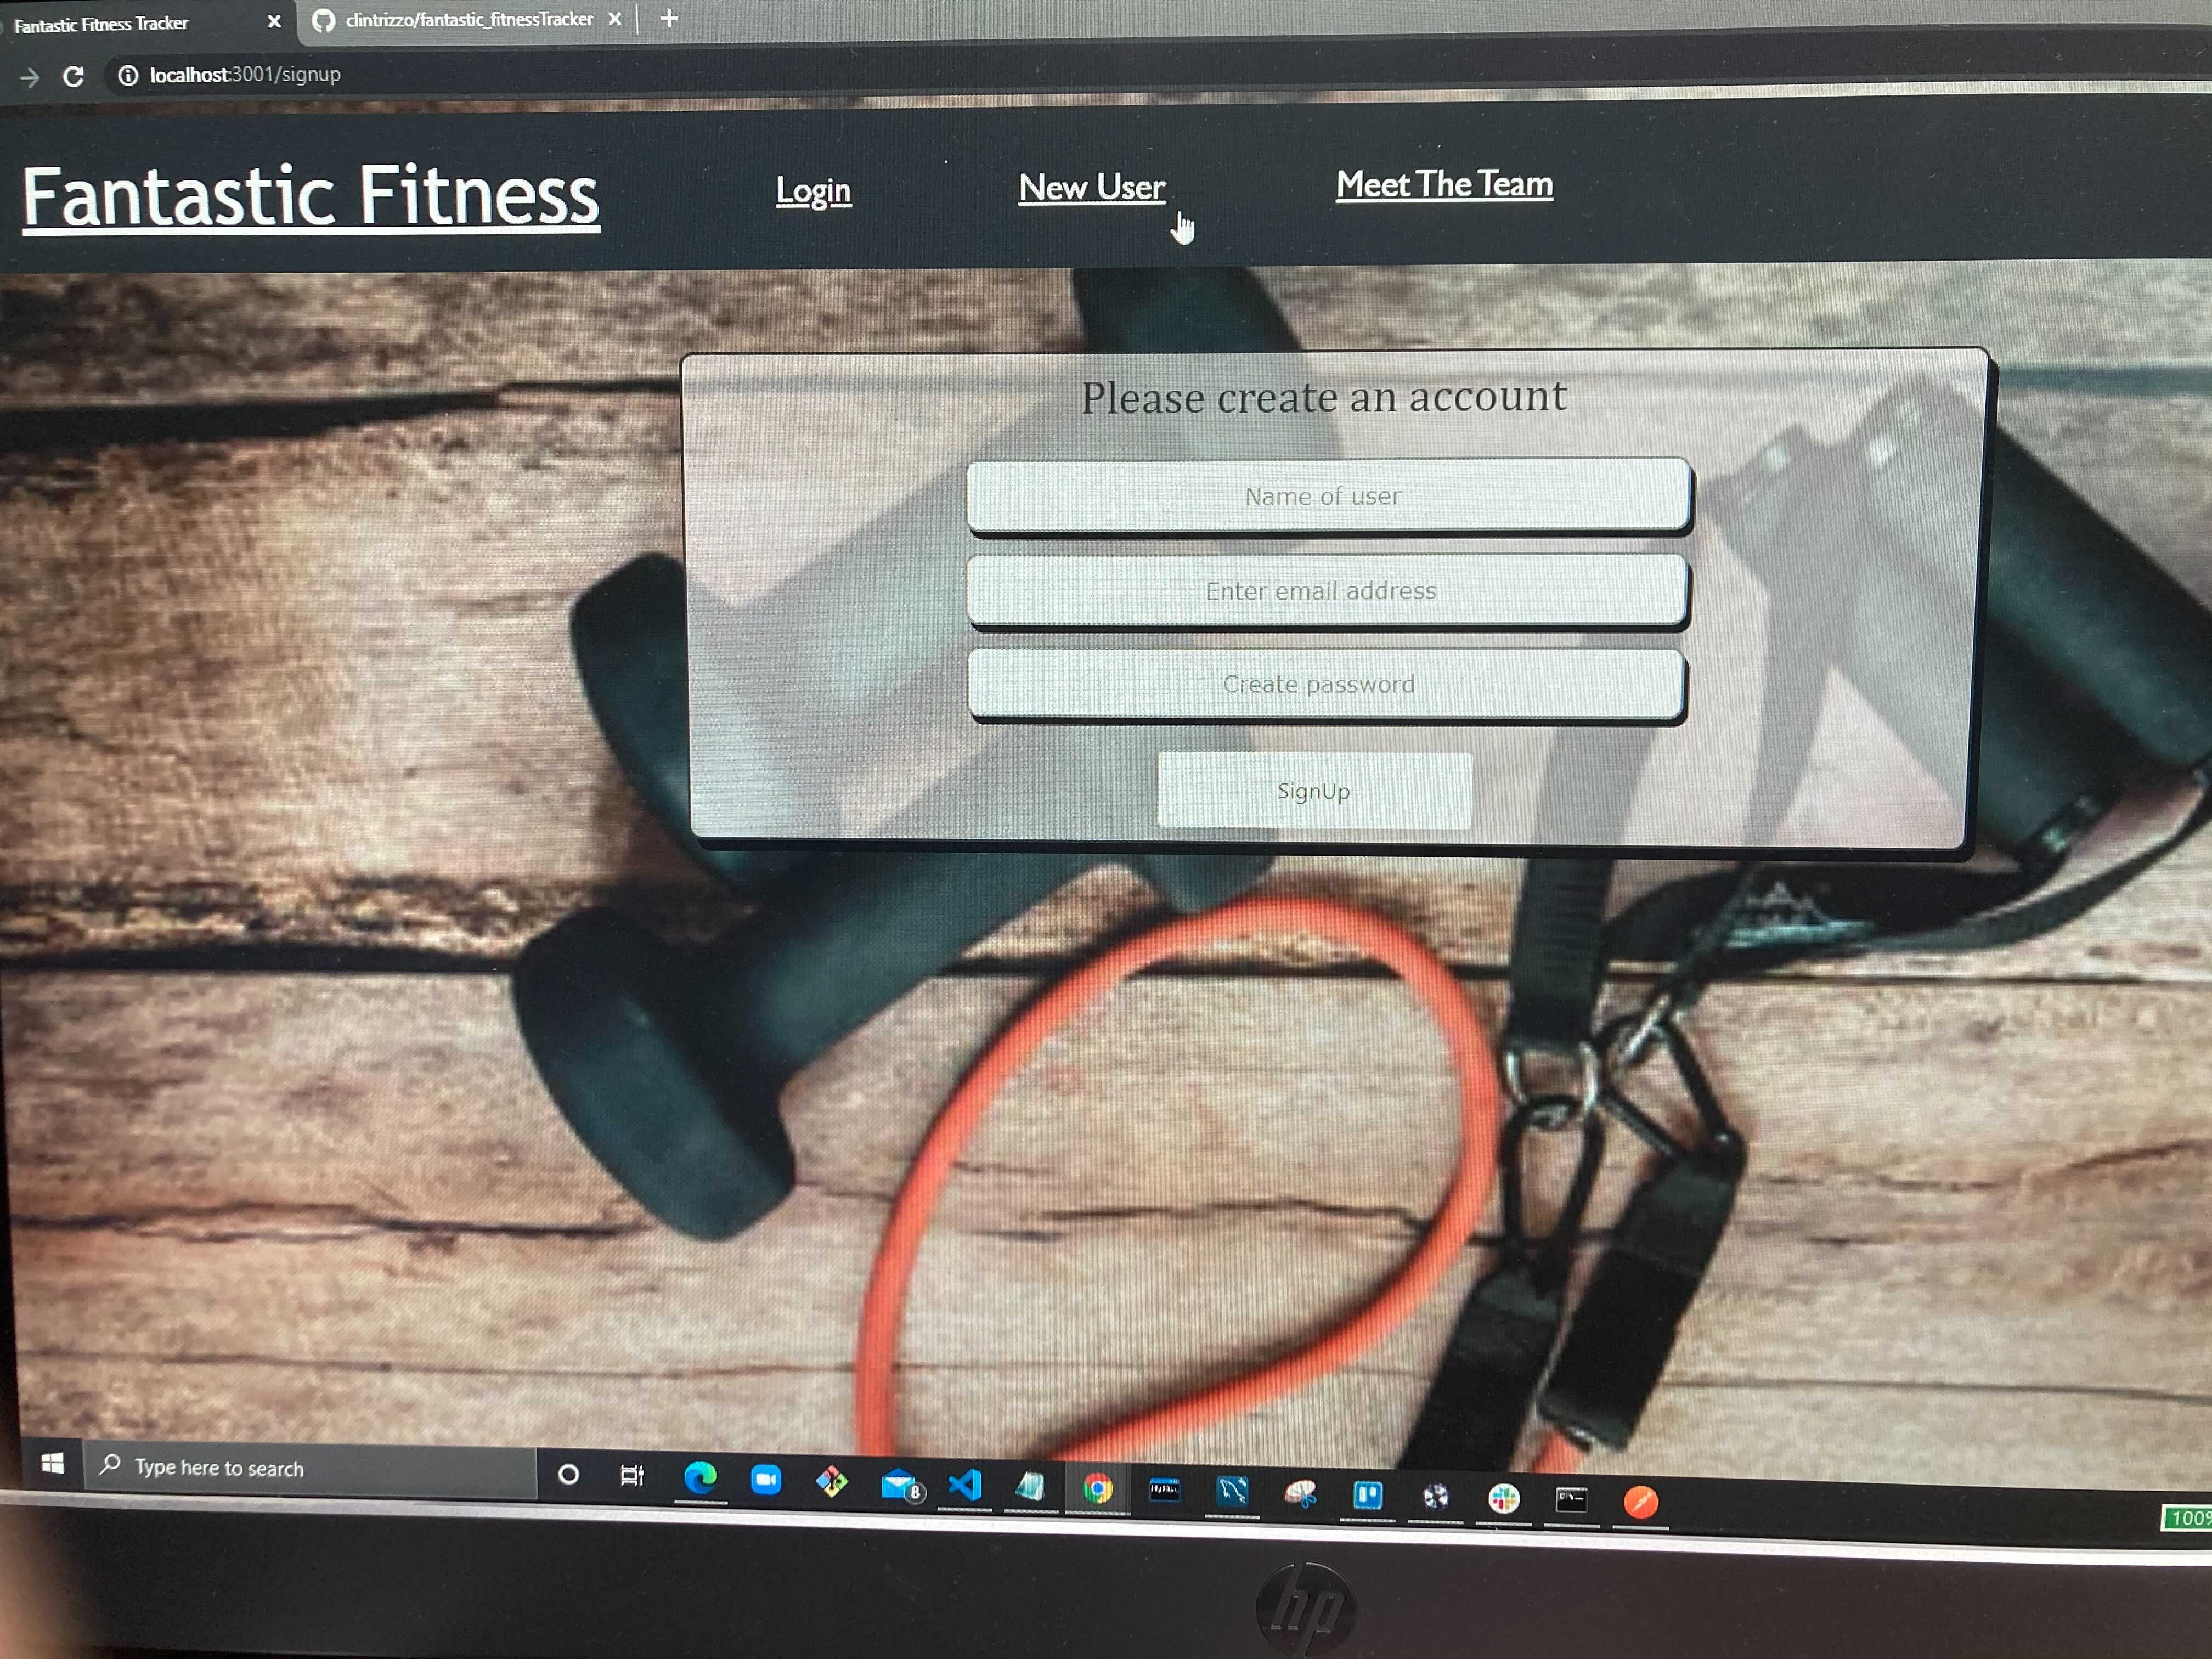 Fantastic Fitness Tracker
clintrizzo/fantastic_fitnessTracker
localhost:3001/signup
Fantastic Fitness
Login
New User
Meet The Team
Please create an account
Name of user
Enter email address
Create password
SignUp
Type here to search
8
100%
hp